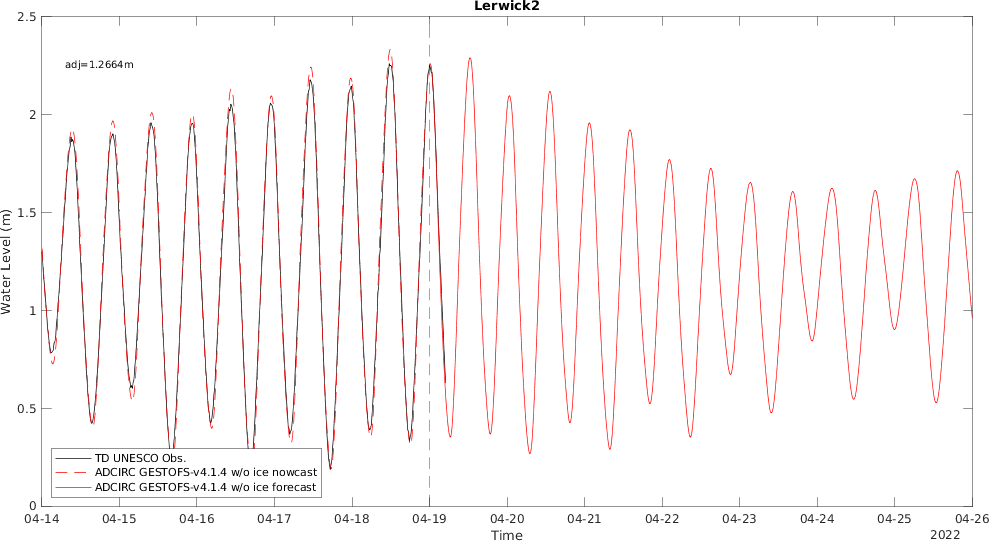 Lerwick2
2.5
adj=1.2664m
2
1.5
Water Level (m)
1
0.5
TD UNESCO Obs.
ADCIRC GESTOFS-v4.1.4 w/o ice nowcast
ADCIRC GESTOFS-v4.1.4 w/o ice forecast
0
04-14 04-15 04-16 04-17 04-18 04-19 04-20 04-21 04-22 04-23 04-24 04-25 04-26
Time
2022